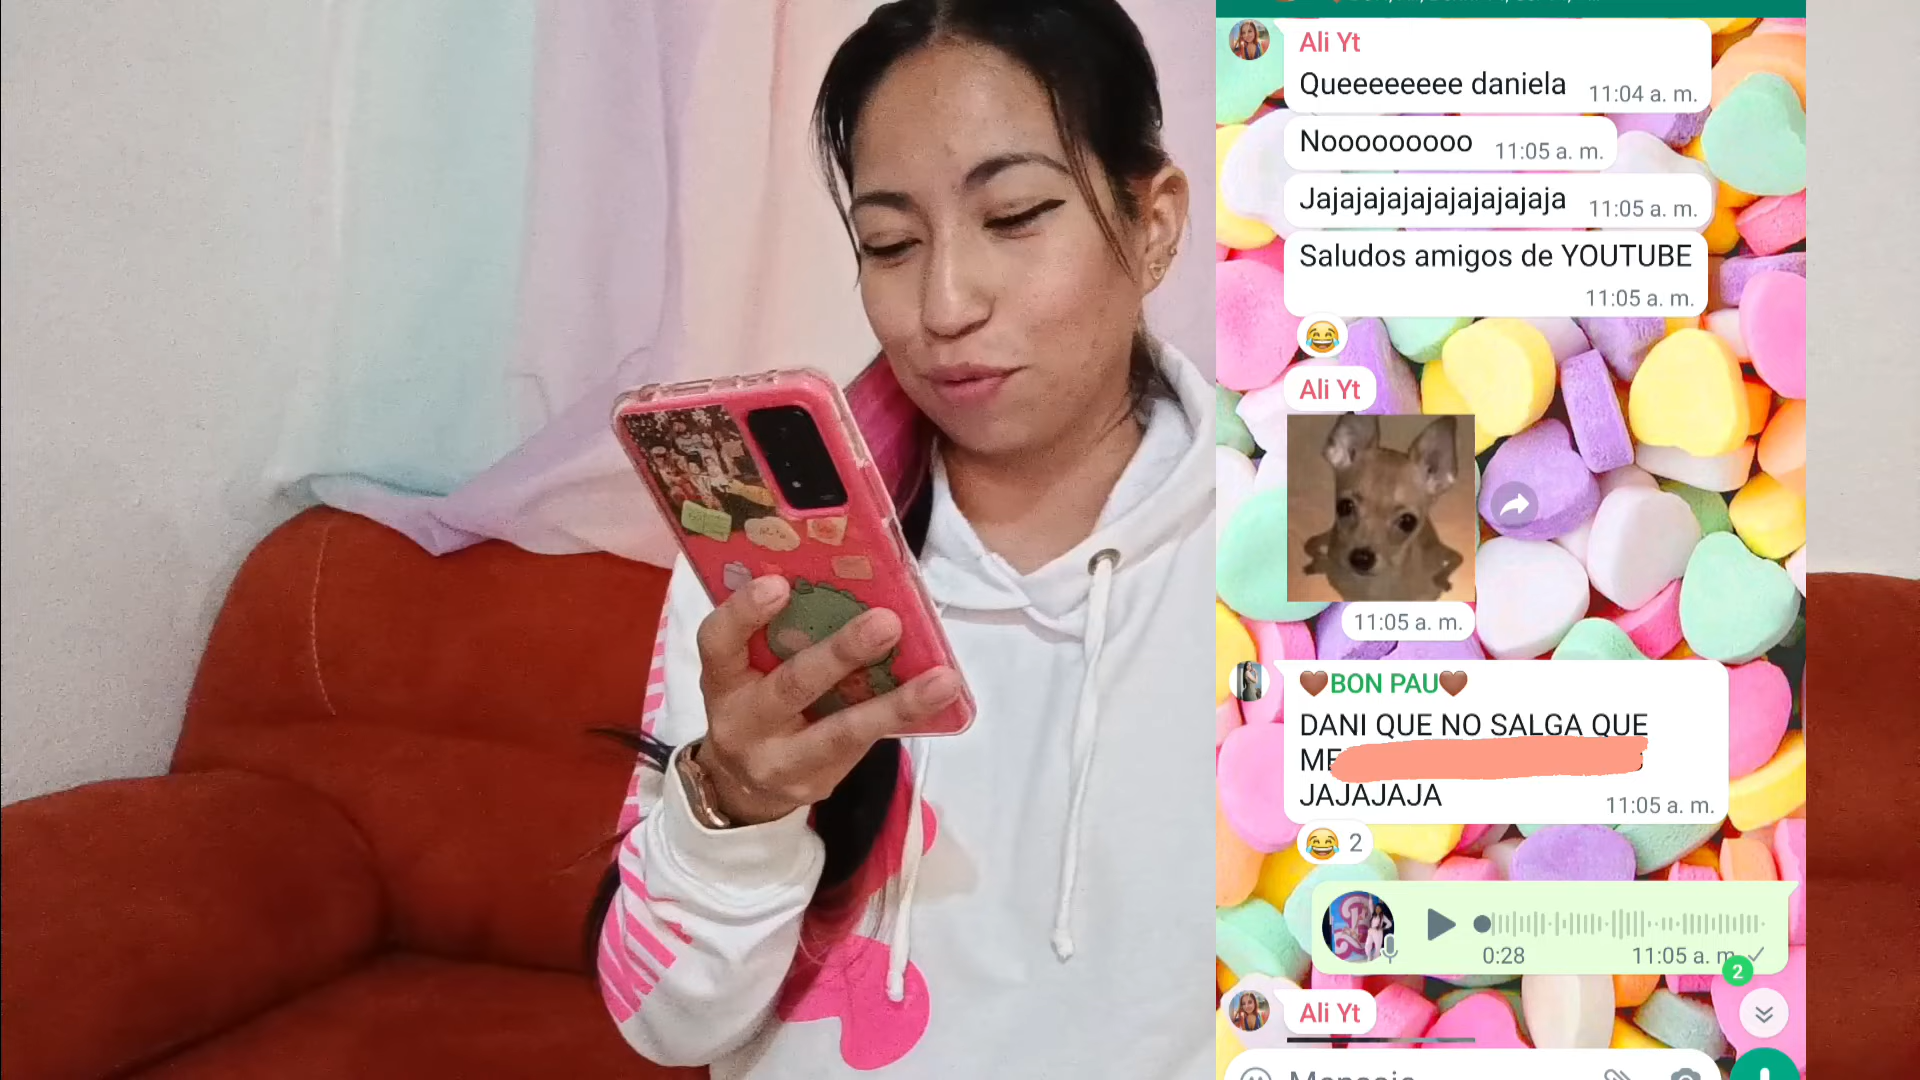 Ali Yt
Queeeeeeee daniela 11:04 a. m.
Nooooooooo 11:05 a. m.
Jajajajajajajajajajaja 11:05 a. m.
Saludos amigos de YOUTUBE
11:05 a. m.
Ali Yt
11:05 a. m.
BON PAU
DANI QUE NO SALGA QUE
ME
JAJAJAJA 11:05 a. m.
2
0:28 11:05 a. m.
2
Ali Yt